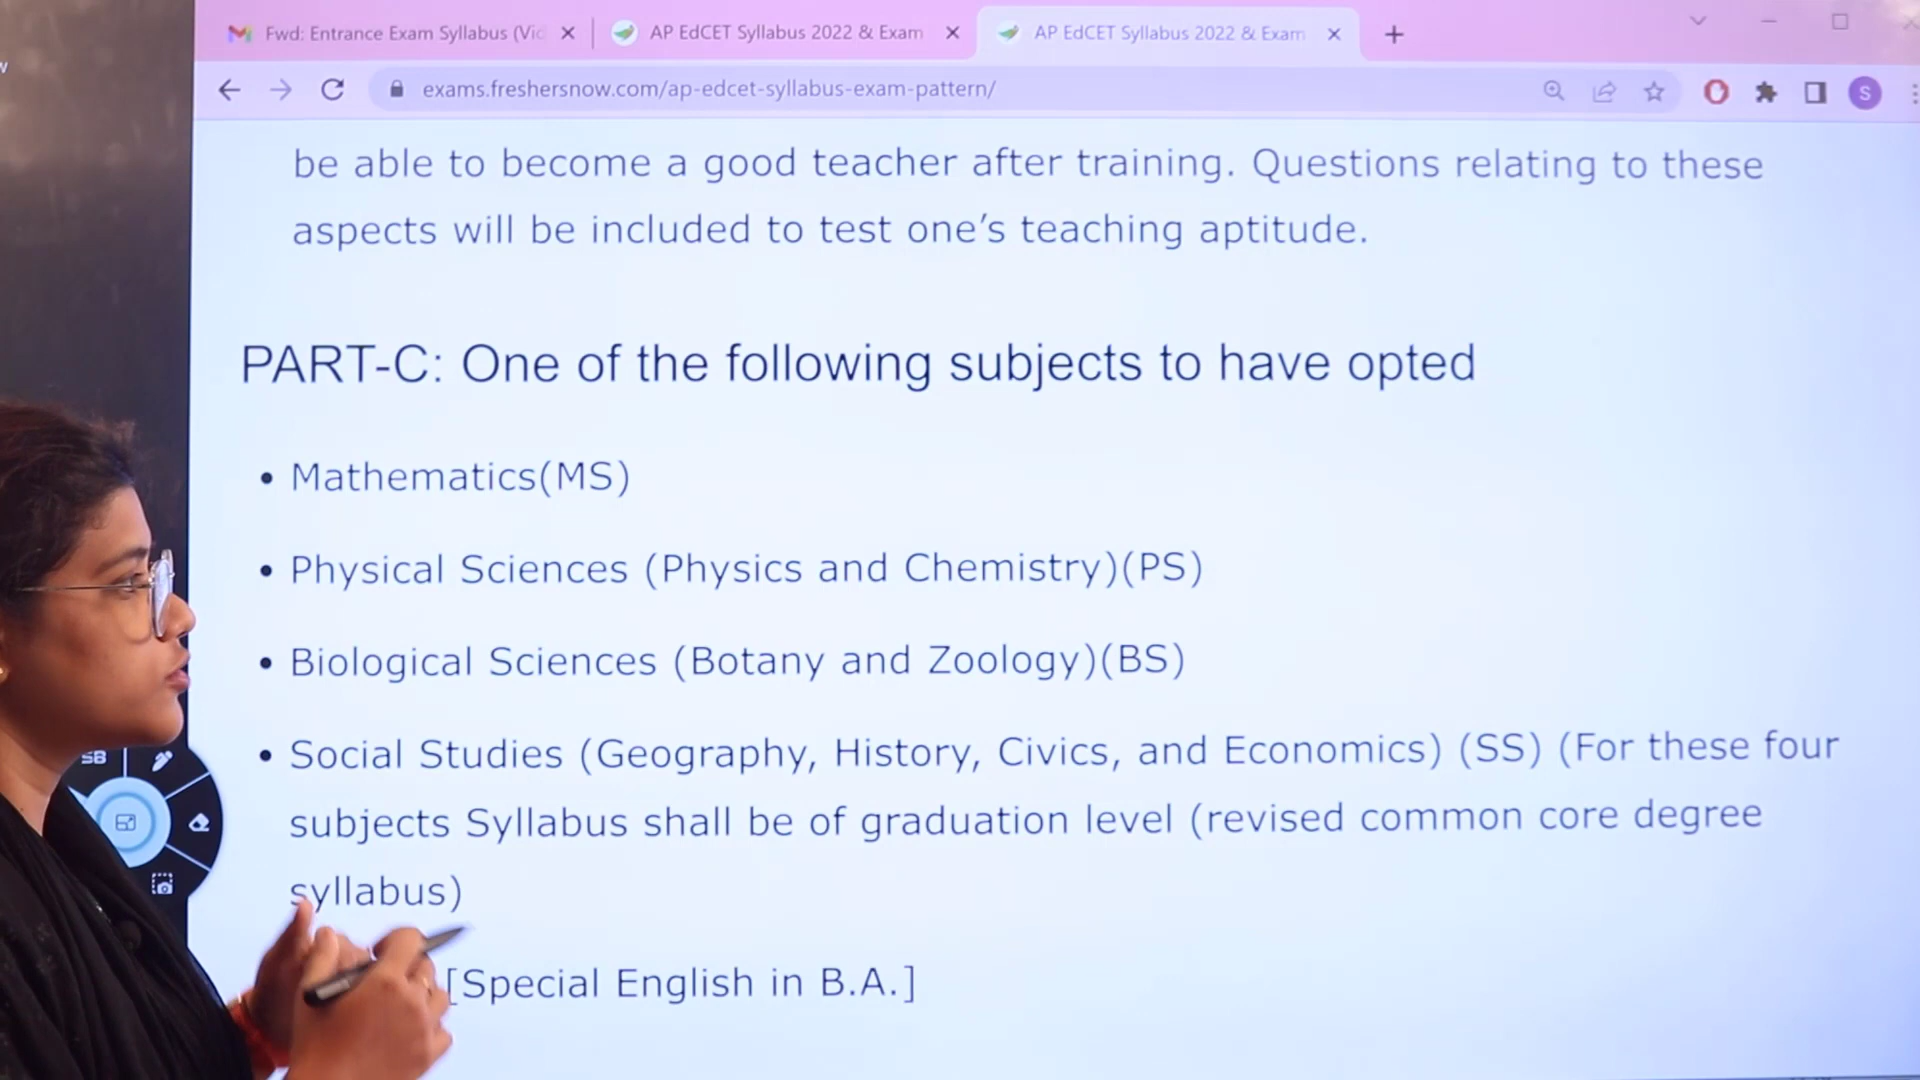 Fwd: Entrance Exam Syllabus (Vic
AP EdCET Syllabus 2022 & Exam
AP EdCET Syllabus 2022 & Exam
exams.freshersnow.com/ap-edcet-syllabus-exam-pattern/
S
be able to become a good teacher after training. Questions relating to these
aspects will be included to test one’s teaching aptitude.
PART-C: One of the following subjects to have opted
• Mathematics(MS)
• Physical Sciences (Physics and Chemistry)(PS)
• Biological Sciences (Botany and Zoology)(BS)
• Social Studies (Geography, History, Civics, and Economics) (SS) (For these four
subjects Syllabus shall be of graduation level (revised common core degree
syllabus)
[Special English in B.A.]
SB